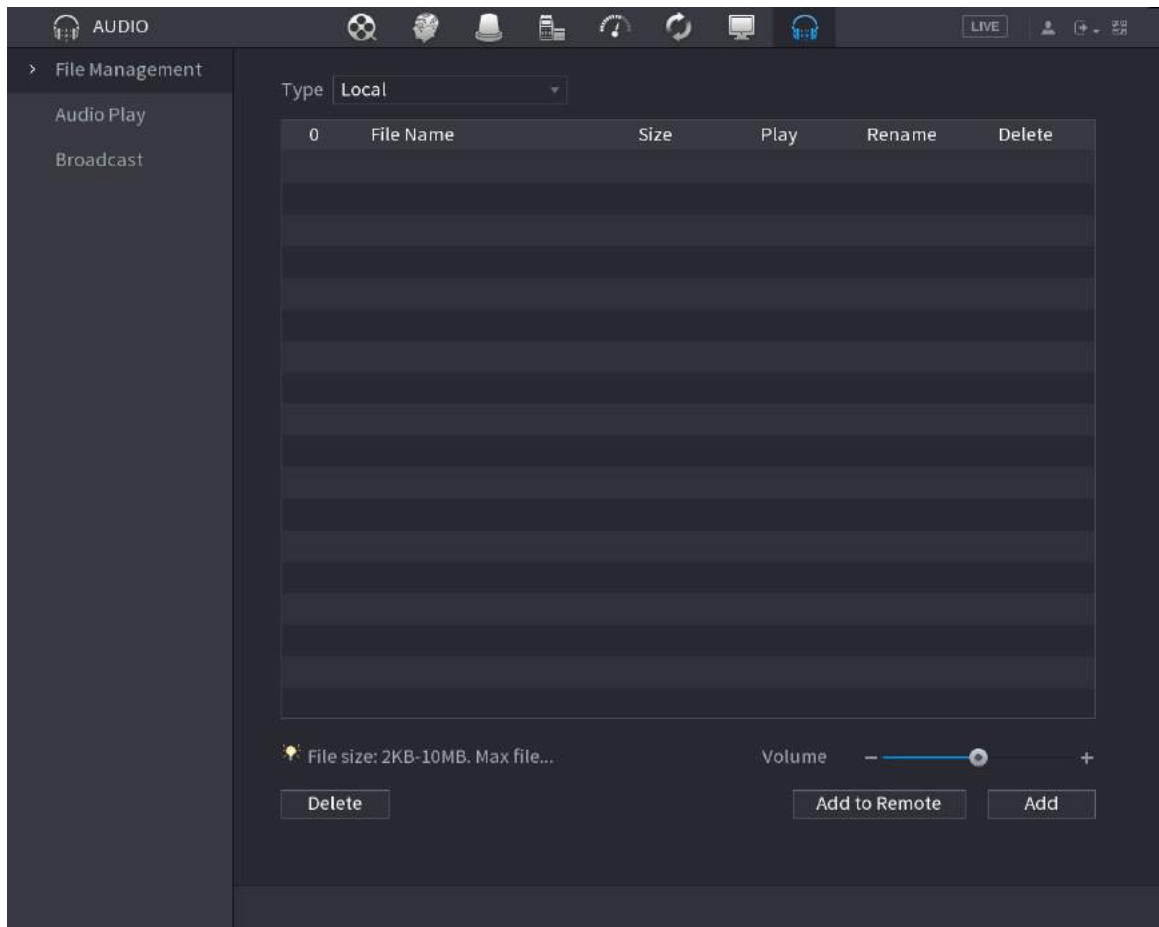 AUDIO
LIVE
File Management
Audio Play
Broadcast
Type Local
0 File Name Size Play Rename Delete
File size: 2KB-10MB. Max file...
Volume - +
Delete Add to Remote Add